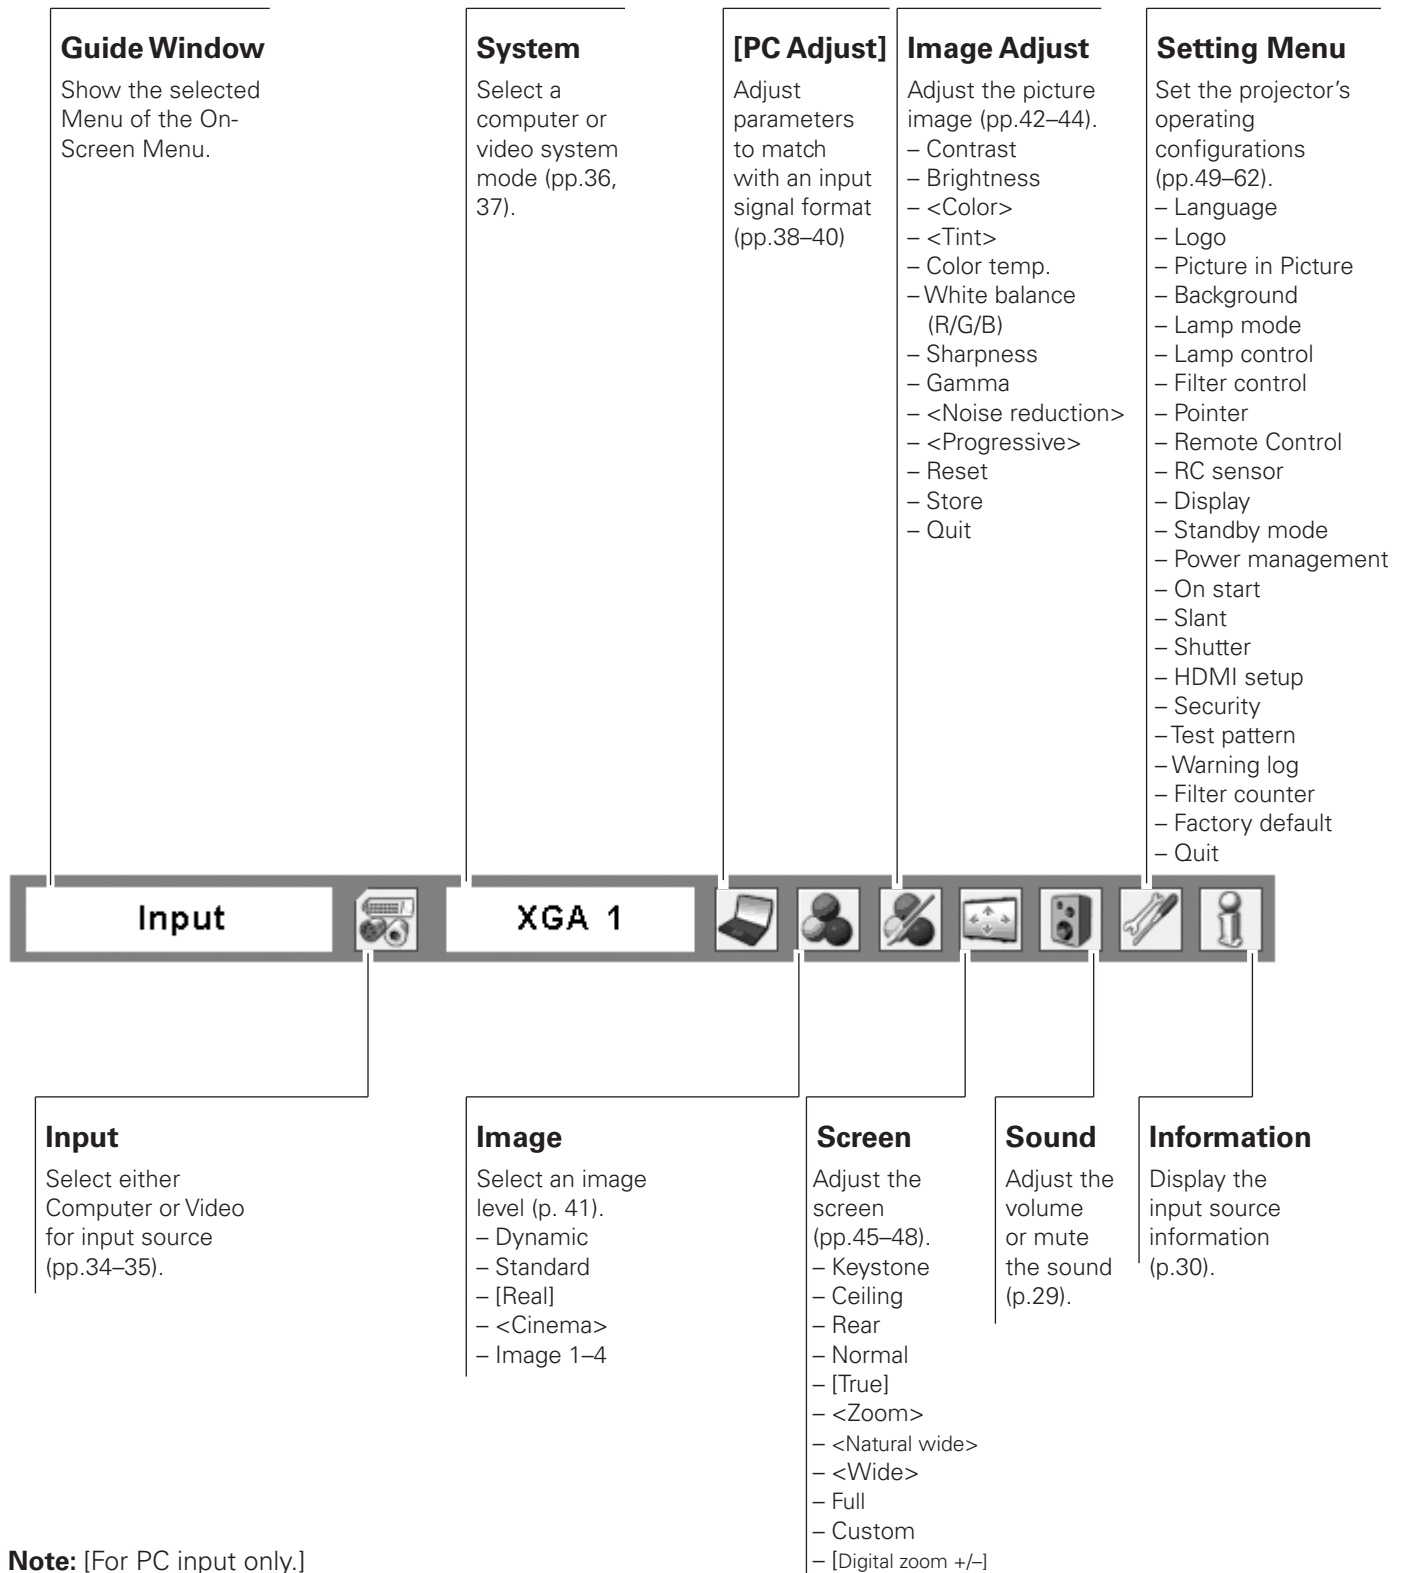 Guide Window
Show the selected
Menu of the On-
Screen Menu.
System
Select a
computer or
video system
mode (pp.36,
37).
[PC Adjust]
Adjust
parameters
to match
with an input
signal format
(pp.38–40)
Image Adjust
Adjust the picture
image (pp.42–44).
– Contrast
– Brightness
– <Color>
– <Tint>
– Color temp.
– White balance
(R/G/B)
– Sharpness
– Gamma
– <Noise reduction>
– <Progressive>
– Reset
– Store
– Quit
Setting Menu
Set the projector’s
operating
configurations
(pp.49–62).
– Language
– Logo
– Picture in Picture
– Background
– Lamp mode
– Lamp control
– Filter control
– Pointer
– Remote Control
– RC sensor
– Display
– Standby mode
– Power management
– On start
– Slant
– Shutter
– HDMI setup
– Security
– Test pattern
– Warning log
– Filter counter
– Factory default
– Quit
Input
XGA 1
Input
Select either
Computer or Video
for input source
(pp.34–35).
Image
Select an image
level (p. 41).
– Dynamic
– Standard
– [Real]
– <Cinema>
– Image 1–4
Screen
Adjust the
screen
(pp.45–48).
– Keystone
– Ceiling
– Rear
– Normal
– [True]
– <Zoom>
– <Natural wide>
– <Wide>
– Full
– Custom
– [Digital zoom +/–]
Sound
Adjust the
volume
or mute
the sound
(p.29).
Information
Display the
input source
information
(p.30).
Note: [For PC input only.]